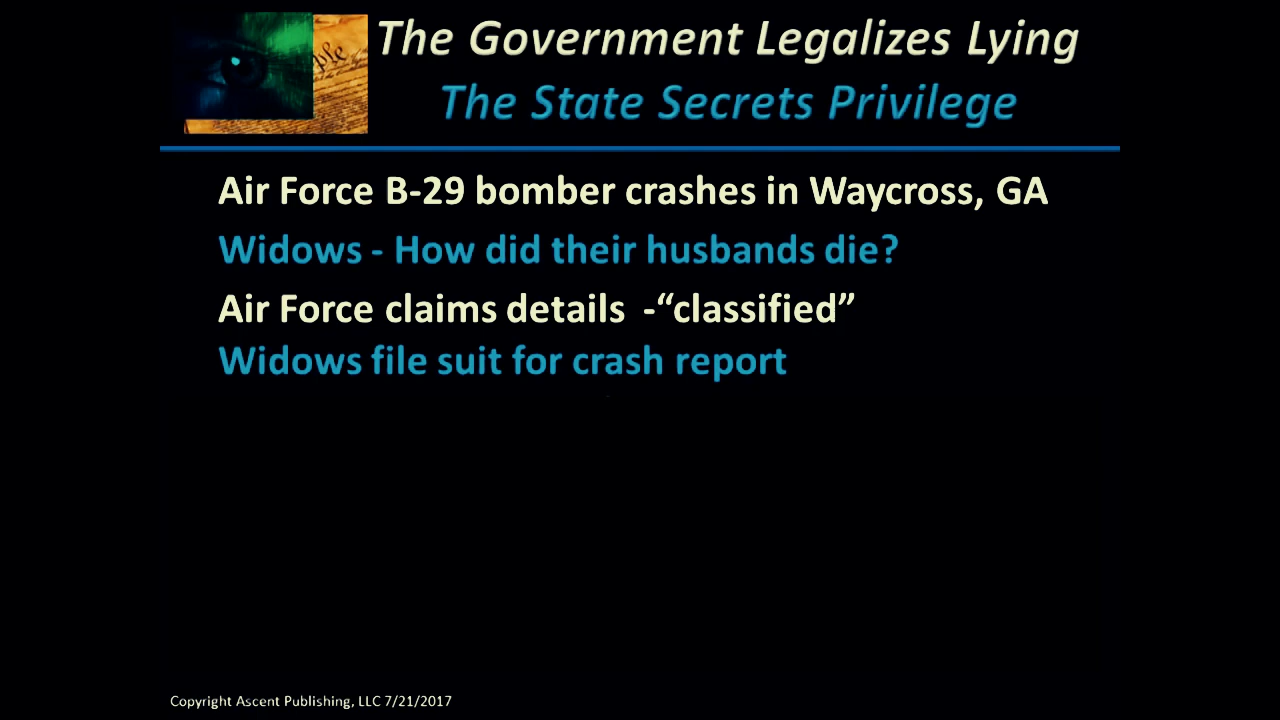 ple
The Government Legalizes Lying
The State Secrets Privilege
Air Force B-29 bomber crashes in Waycross, GA
Widows - How did their husbands die?
Air Force claims details  -“classified”
Widows file suit for crash report
Copyright Ascent Publishing, LLC 7/21/2017